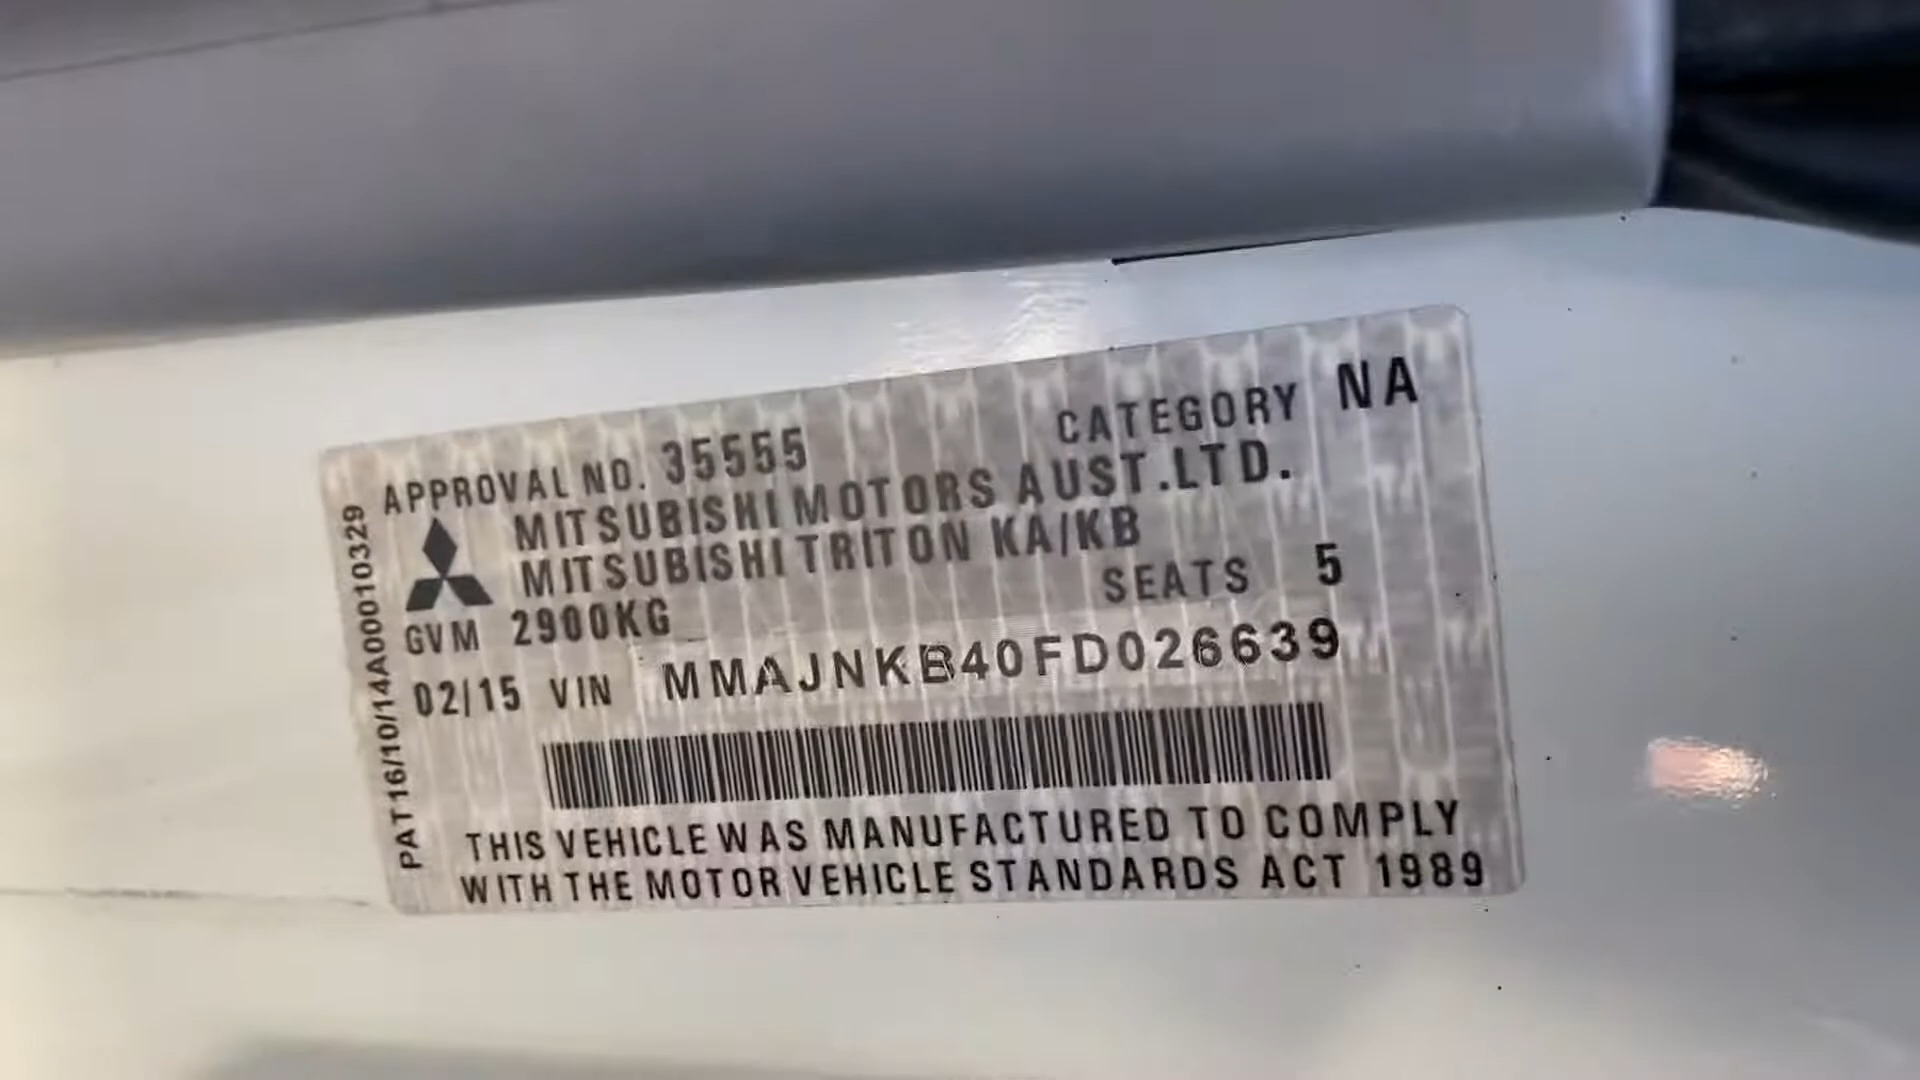 APPROVAL NO. 35555 CATEGORY NA
MITSUBISHI MOTORS AUST.LTD.
MITSUBISHI TRITON KA/KB
GVM 2900KG SEATS 5
02/15 VIN MMAJNKB40FD026639
THIS VEHICLE WAS MANUFACTURED TO COMPLY
WITH THE MOTOR VEHICLE STANDARDS ACT 1989
PAT16/10/14A000010329